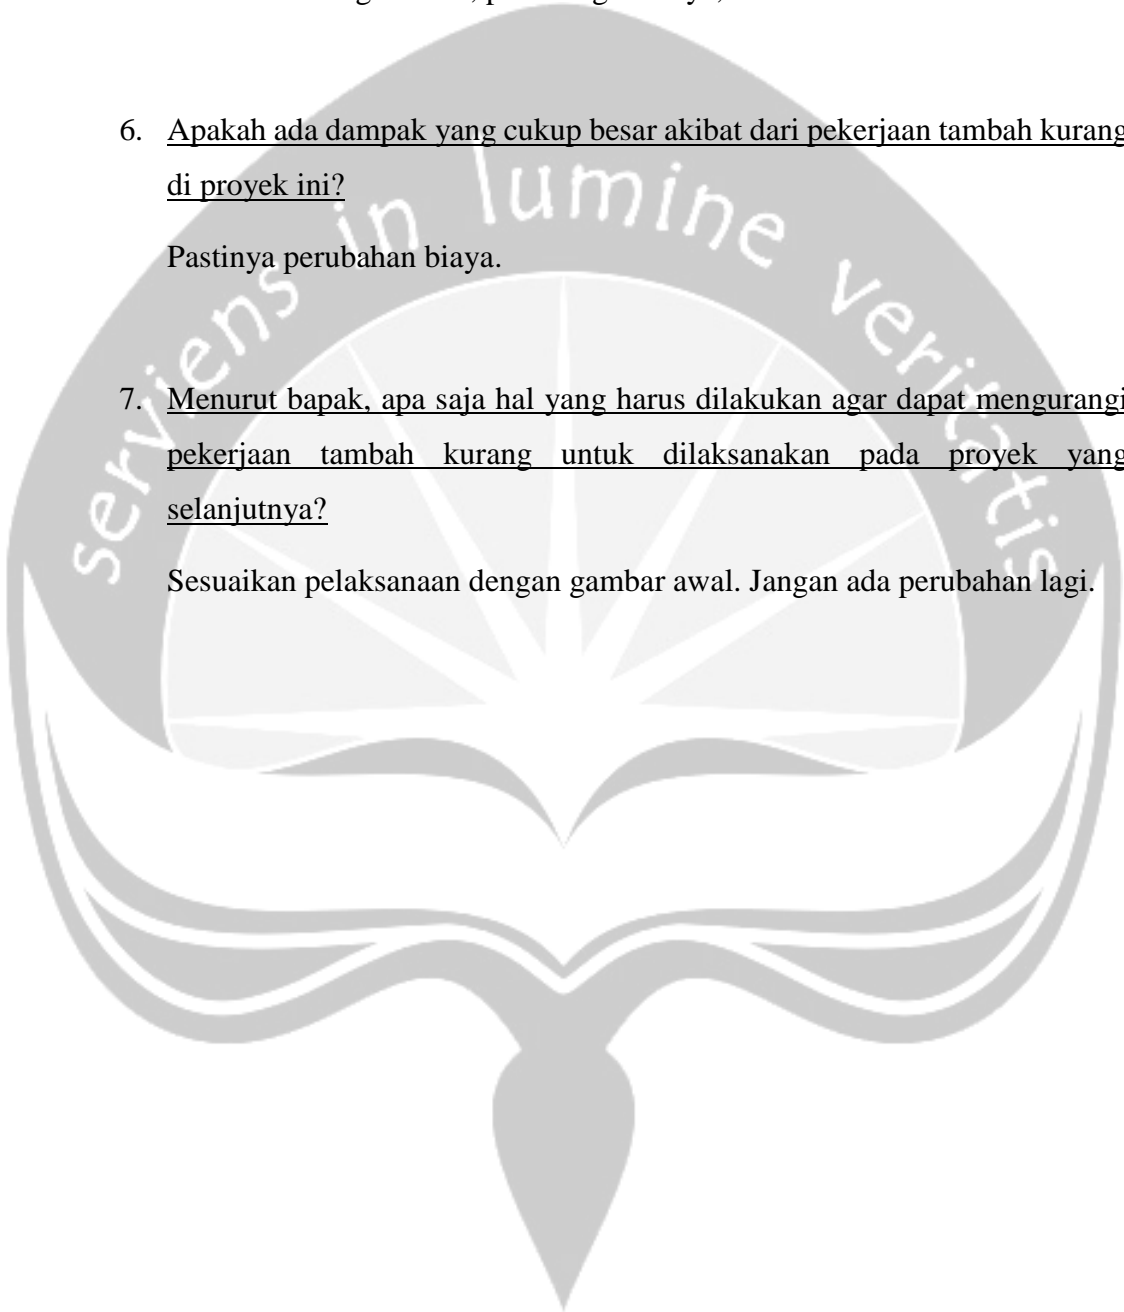 6. Apakah ada dampak yang cukup besar akibat dari pekerjaan tambah kurang
di proyek ini?
Pastinya perubahan biaya.
7. Menurut bapak, apa saja hal yang harus dilakukan agar dapat mengurangi
pekerjaan tambah kurang untuk dilaksanakan pada proyek yang
selanjutnya?
Sesuaikan pelaksanaan dengan gambar awal. Jangan ada perubahan lagi.
serviens in lumine veritatis